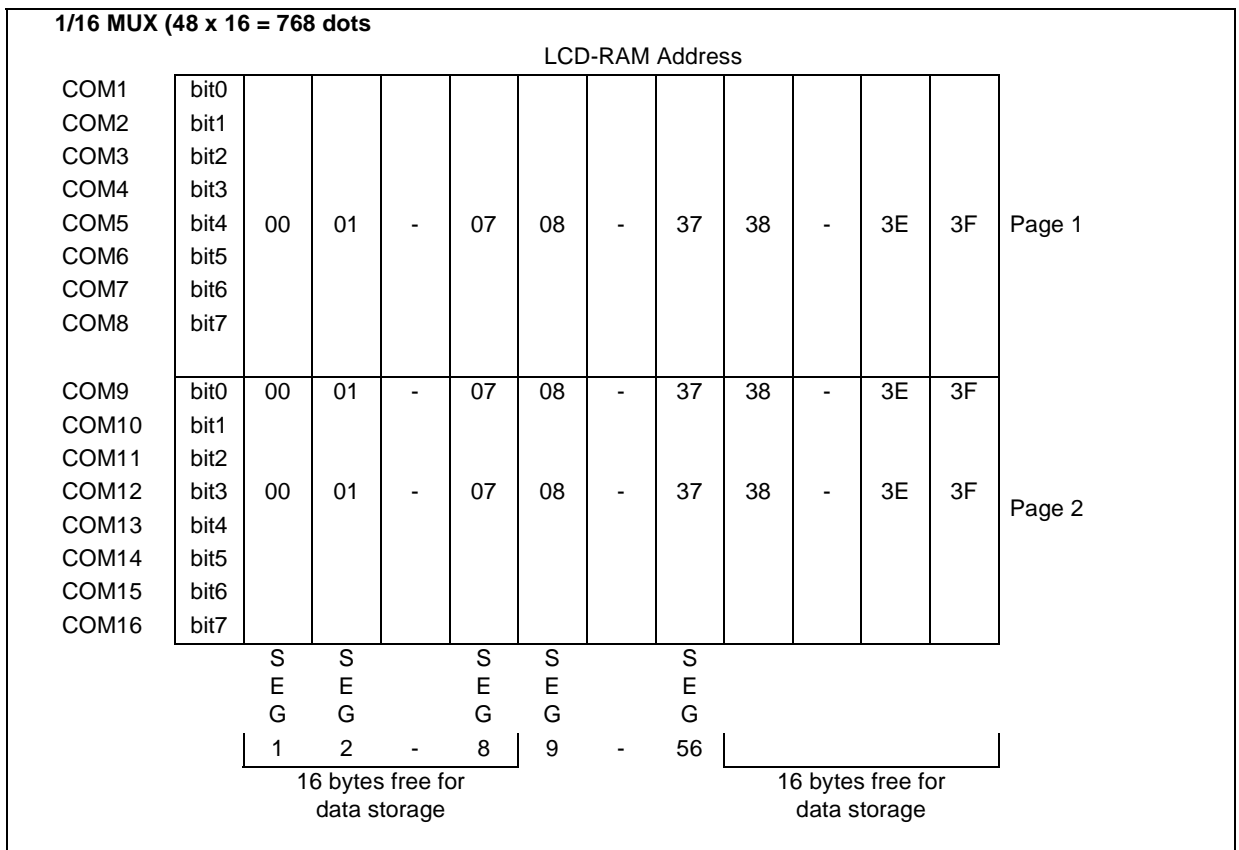 1/16 MUX (48 x 16 = 768 dots
LCD-RAM Address
COM1 bit0
COM2 bit1
COM3 bit2
COM4 bit3
COM5 bit4 00 01 - 07 08 - 37 38 - 3E 3F Page 1
COM6 bit5
COM7 bit6
COM8 bit7
COM9 bit0 00 01 - 07 08 - 37 38 - 3E 3F
COM10 bit1
COM11 bit2
COM12 bit3 00 01 - 07 08 - 37 38 - 3E 3F
Page 2
COM13 bit4
COM14 bit5
COM15 bit6
COM16 bit7
S S S S S
E E E E E
G G G G G
1 2 - 8 9 - 56
16 bytes free for 16 bytes free for
data storage data storage